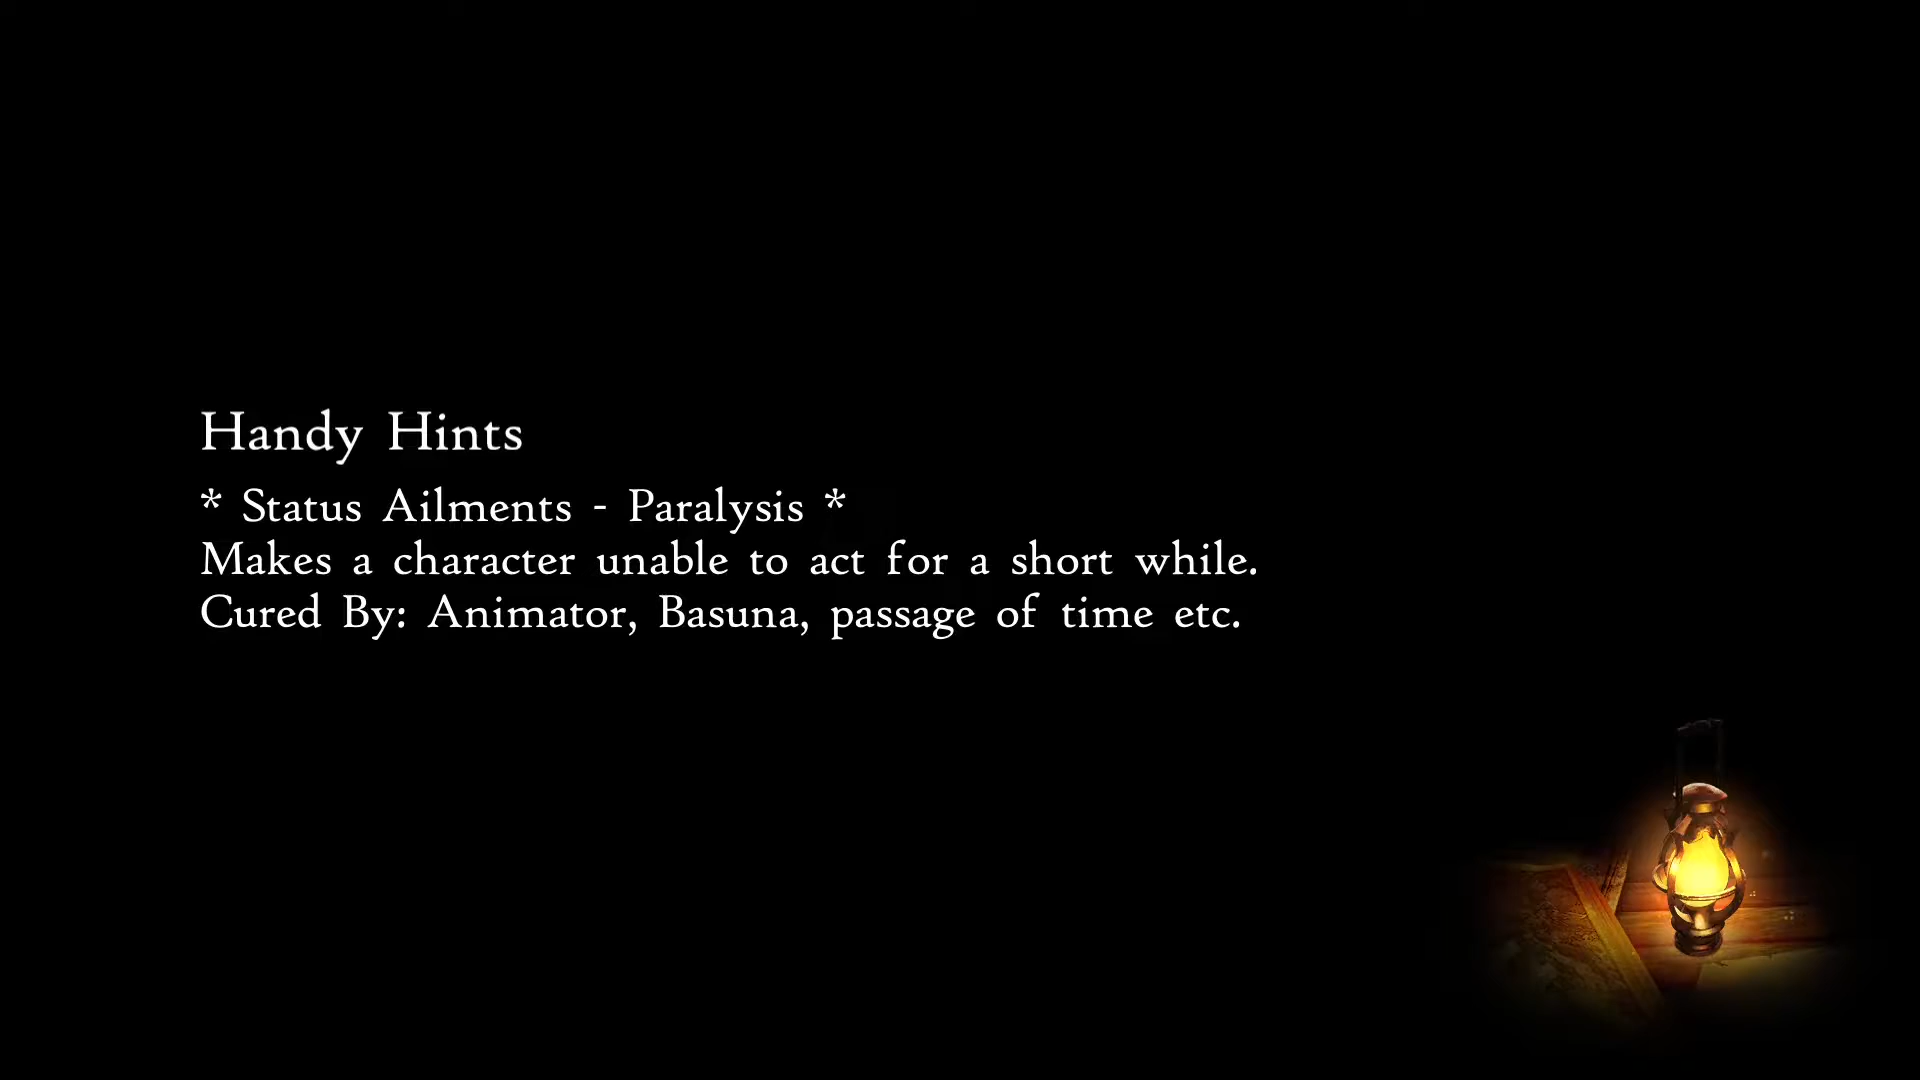 Handy Hints
* Status Ailments - Paralysis *
Makes a character unable to act for a short while.
Cured By: Animator, Basuna, passage of time etc.